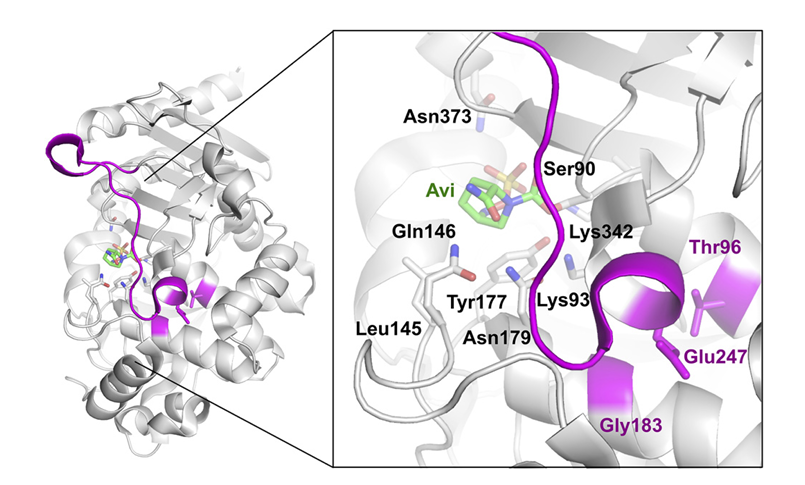 Asn373
Ser90
Avi
Gln146
Lys342
Thr96
Tyr177
Lys93
Leu145
Asn179
Glu247
Gly183